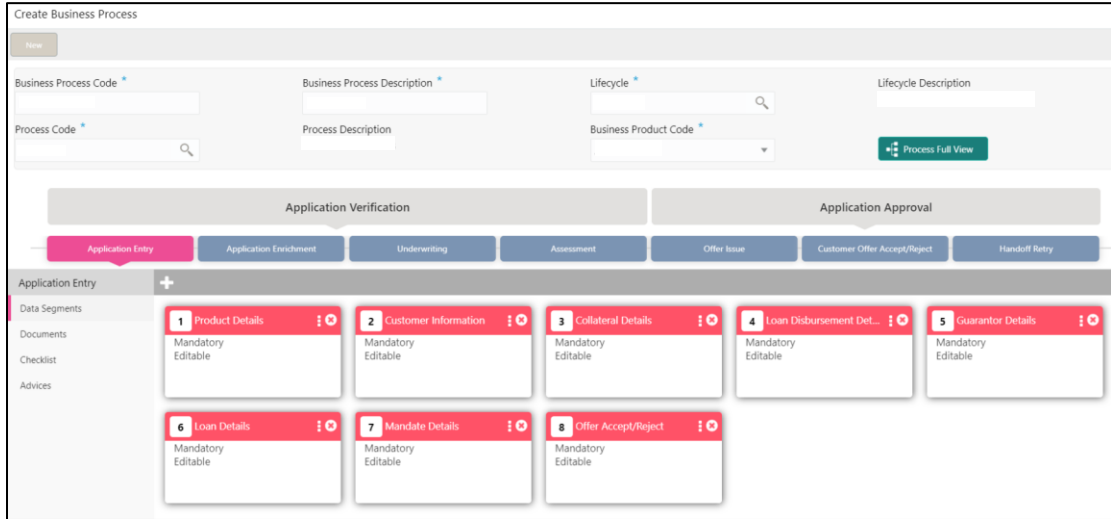 Create Business Process
New
Business Process Code *
Business Process Description *
Lifecycle *
Lifecycle Description
Process Code *
Process Description
Business Product Code *
Process Full View
Application Verification
Application Approval
Application Entry
Application Enrichment
Underwriting
Assessment
Offer Issue
Customer Offer Accept/Reject
Handoff Retry
Application Entry
Data Segments
Documents
Checklist
Advices
1 Product Details
Mandatory
Editable
2 Customer Information
Mandatory
Editable
3 Collateral Details
Mandatory
Editable
4 Loan Disbursement Det...
Mandatory
Editable
5 Guarantor Details
Mandatory
Editable
6 Loan Details
Mandatory
Editable
7 Mandate Details
Mandatory
Editable
8 Offer Accept/Reject
Mandatory
Editable